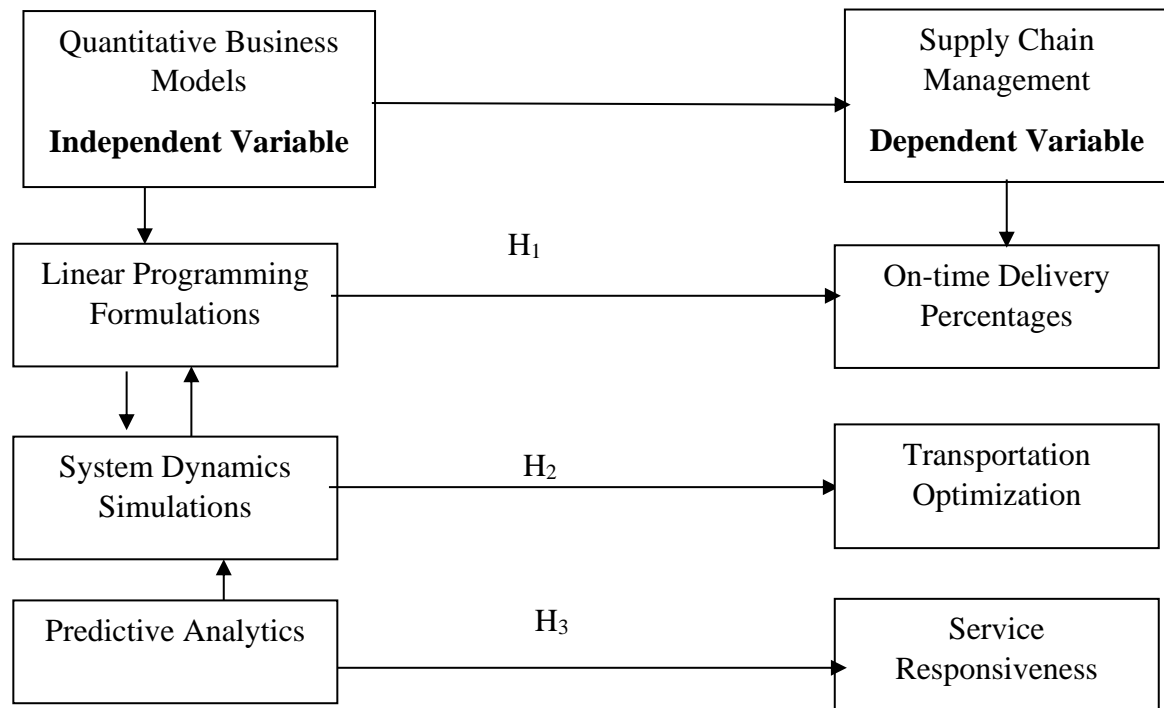 Quantitative Business
Models
Independent Variable
Supply Chain
Management
Dependent Variable
H₁
Linear Programming
Formulations
On-time Delivery
Percentages
H₂
System Dynamics
Simulations
Transportation
Optimization
H₃
Predictive Analytics
Service
Responsiveness